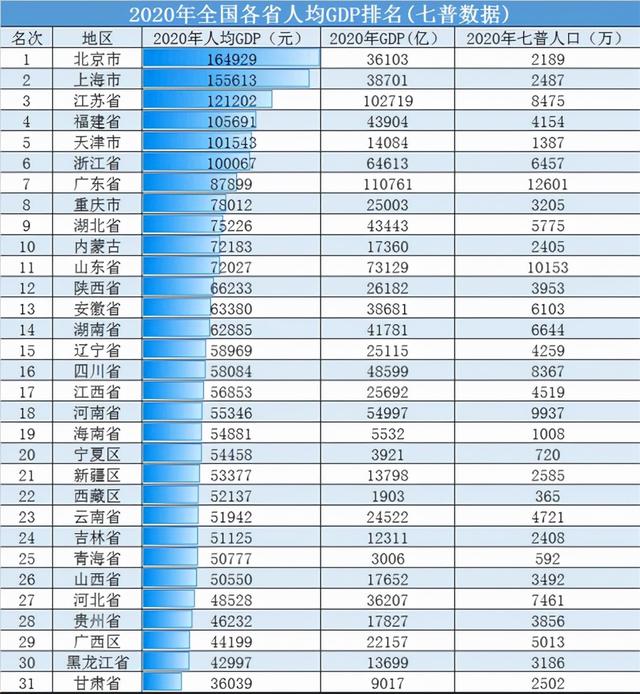 2020年全国各省人均GDP排名(七普数据)
名次 地区 2020年人均GDP（元） 2020年GDP(亿) 2020年七普人口（万）
1 北京市 164929 36103 2189
2 上海市 155613 38701 2487
3 江苏省 121202 102719 8475
4 福建省 105691 43904 4154
5 天津市 101543 14084 1387
6 浙江省 100067 64613 6457
7 广东省 87899 110761 12601
8 重庆市 78012 25003 3205
9 湖北省 75226 43443 5775
10 内蒙古 72183 17360 2405
11 山东省 72027 73129 10153
12 陕西省 66233 26182 3953
13 安徽省 63380 38681 6103
14 湖南省 62885 41781 6644
15 辽宁省 58969 25115 4259
16 四川省 58084 48599 8367
17 江西省 56853 25692 4519
18 河南省 55346 54997 9937
19 海南省 54881 5532 1008
20 宁夏区 54458 3921 720
21 新疆区 53377 13798 2585
22 西藏区 52137 1903 365
23 云南省 51942 24522 4721
24 吉林省 51125 12311 2408
25 青海省 50777 3006 592
26 山西省 50550 17652 3492
27 河北省 48528 36207 7461
28 贵州省 46232 17827 3856
29 广西区 44199 22157 5013
30 黑龙江省 42997 13699 3186
31 甘肃省 36039 9017 2502